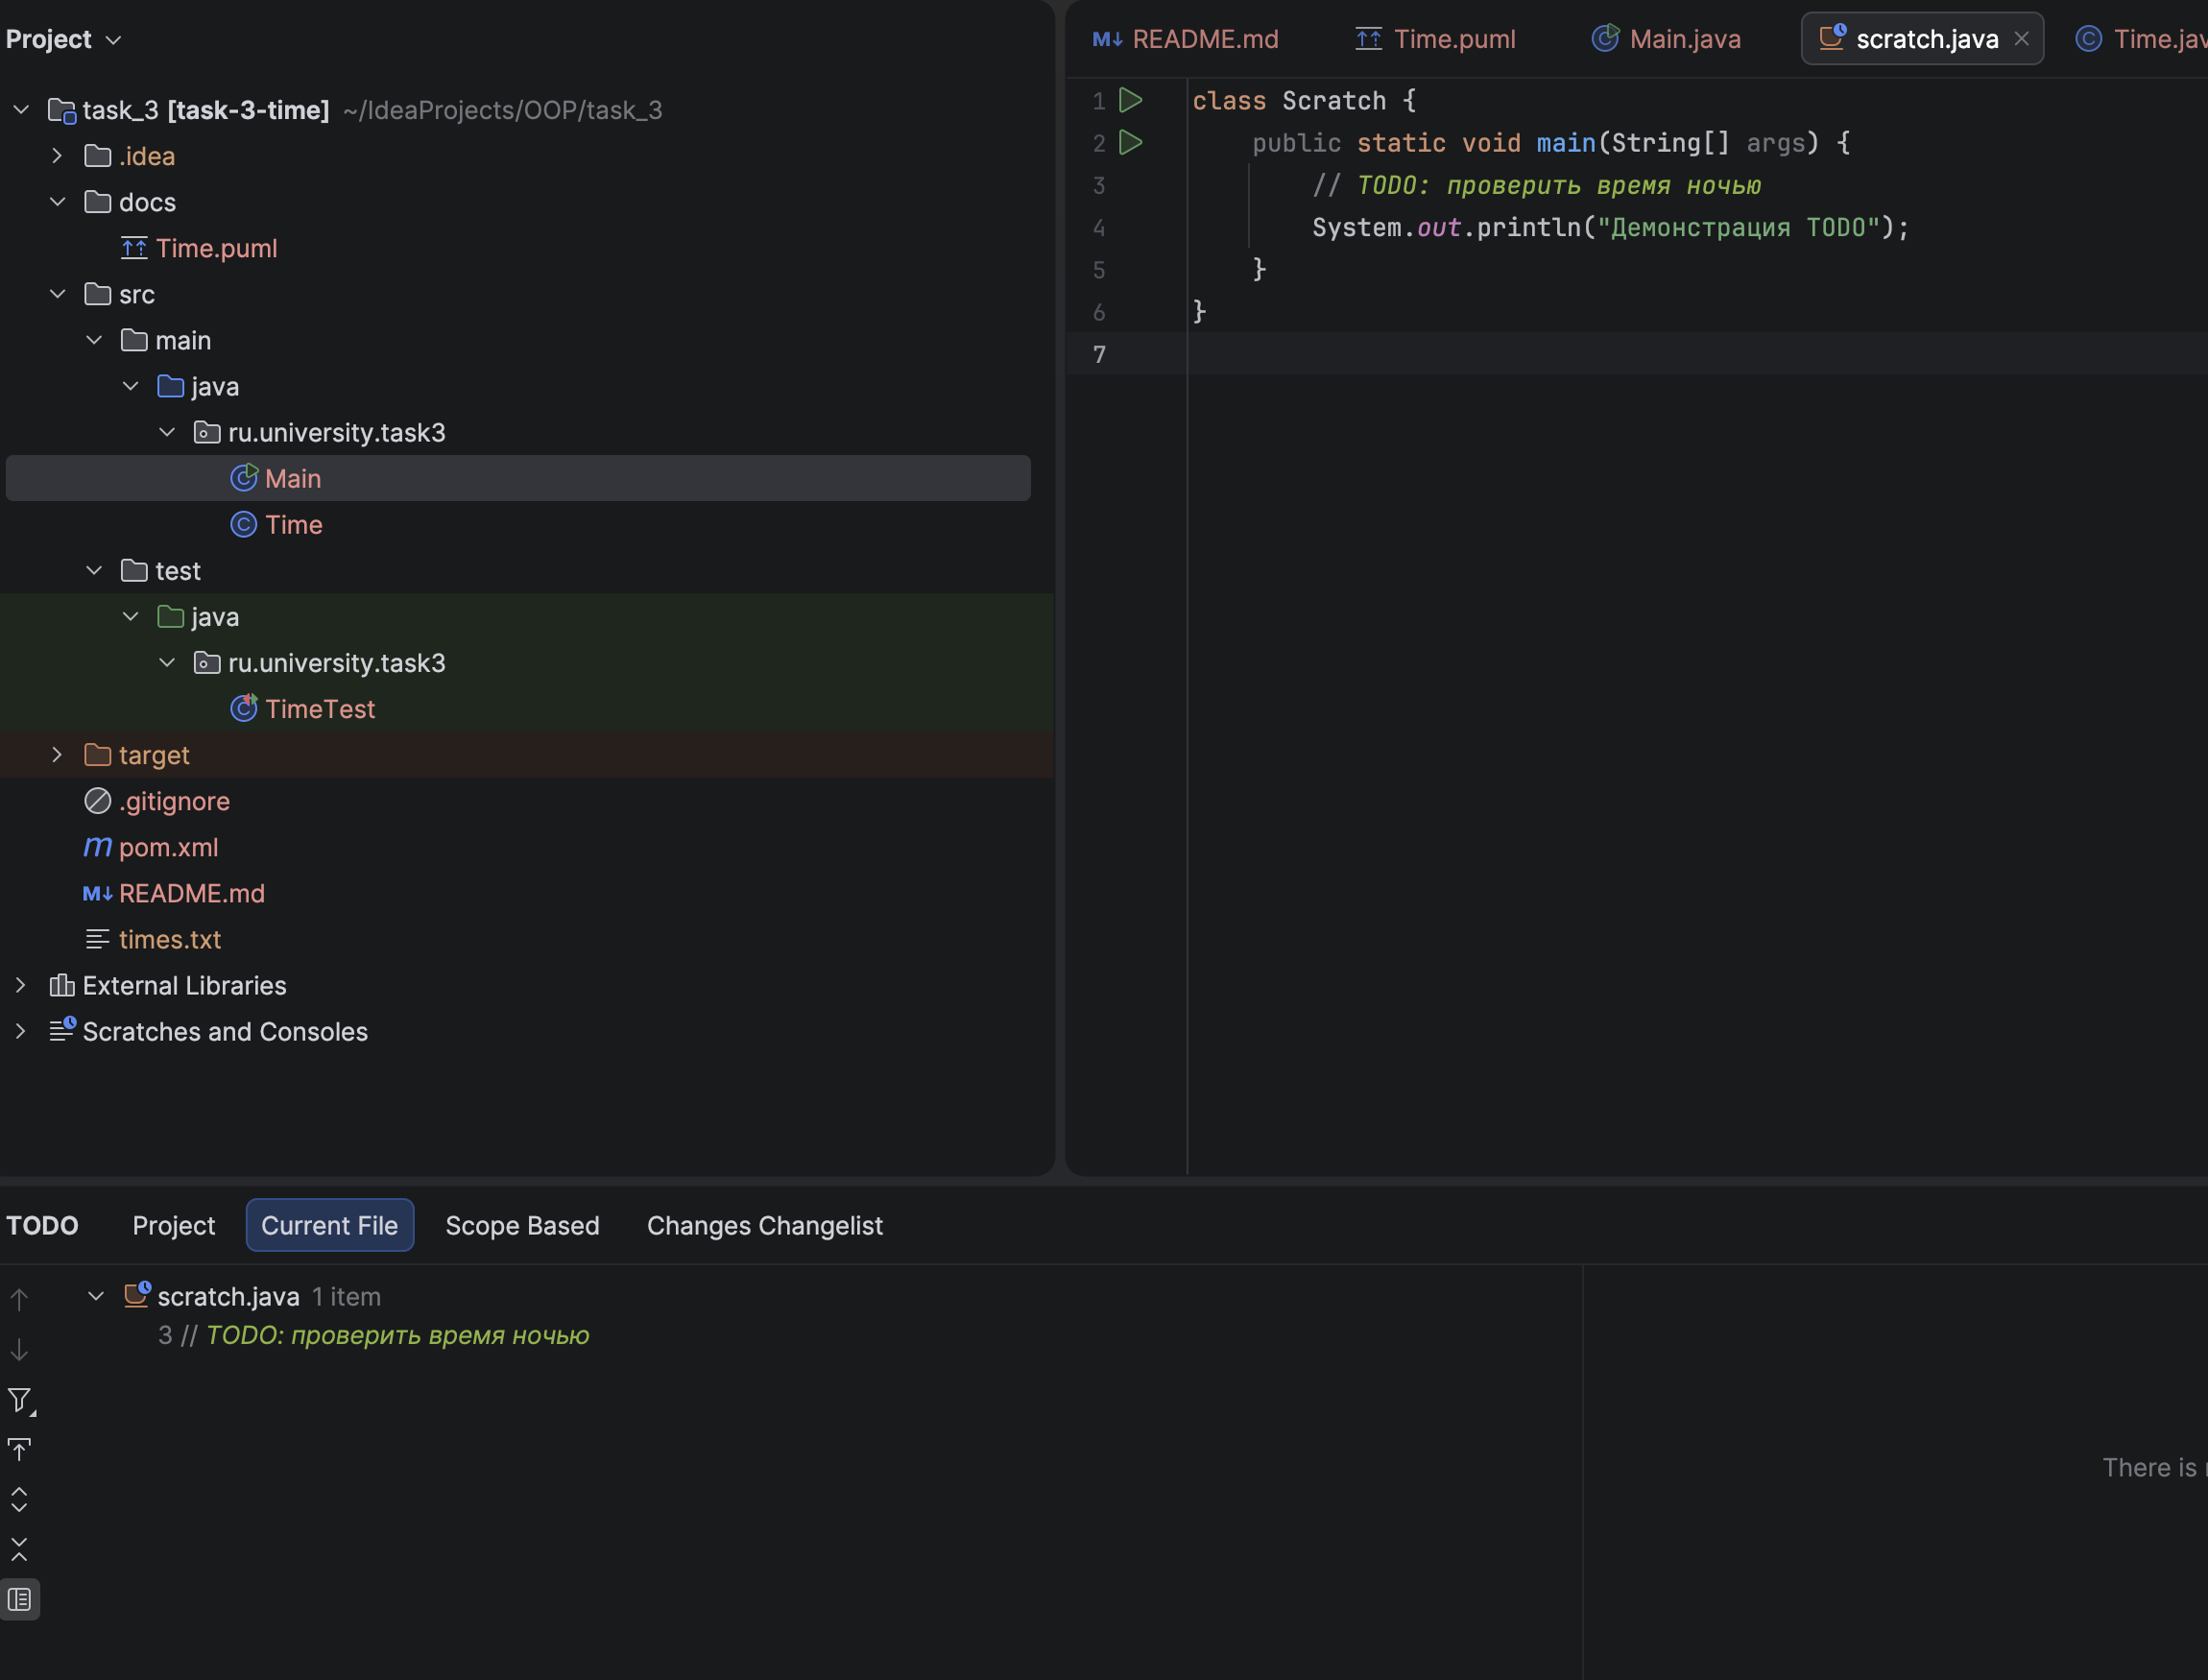 Project
task_3 [task-3-time] ~/IdeaProjects/OOP/task_3
.idea
docs
Time.puml
src
main
java
ru.university.task3
Main
Time
test
java
ru.university.task3
TimeTest
target
.gitignore
pom.xml
README.md
times.txt
External Libraries
Scratches and Consoles
README.md Time.puml Main.java scratch.java
1 class Scratch {
2 public static void main(String[] args) {
3 // TODO: проверить время ночью
4 System.out.println("Демонстрация TODO");
5 }
6 }
7
TODO Project Current File Scope Based Changes Changelist
scratch.java 1 item
3 // TODO: проверить время ночью
There is